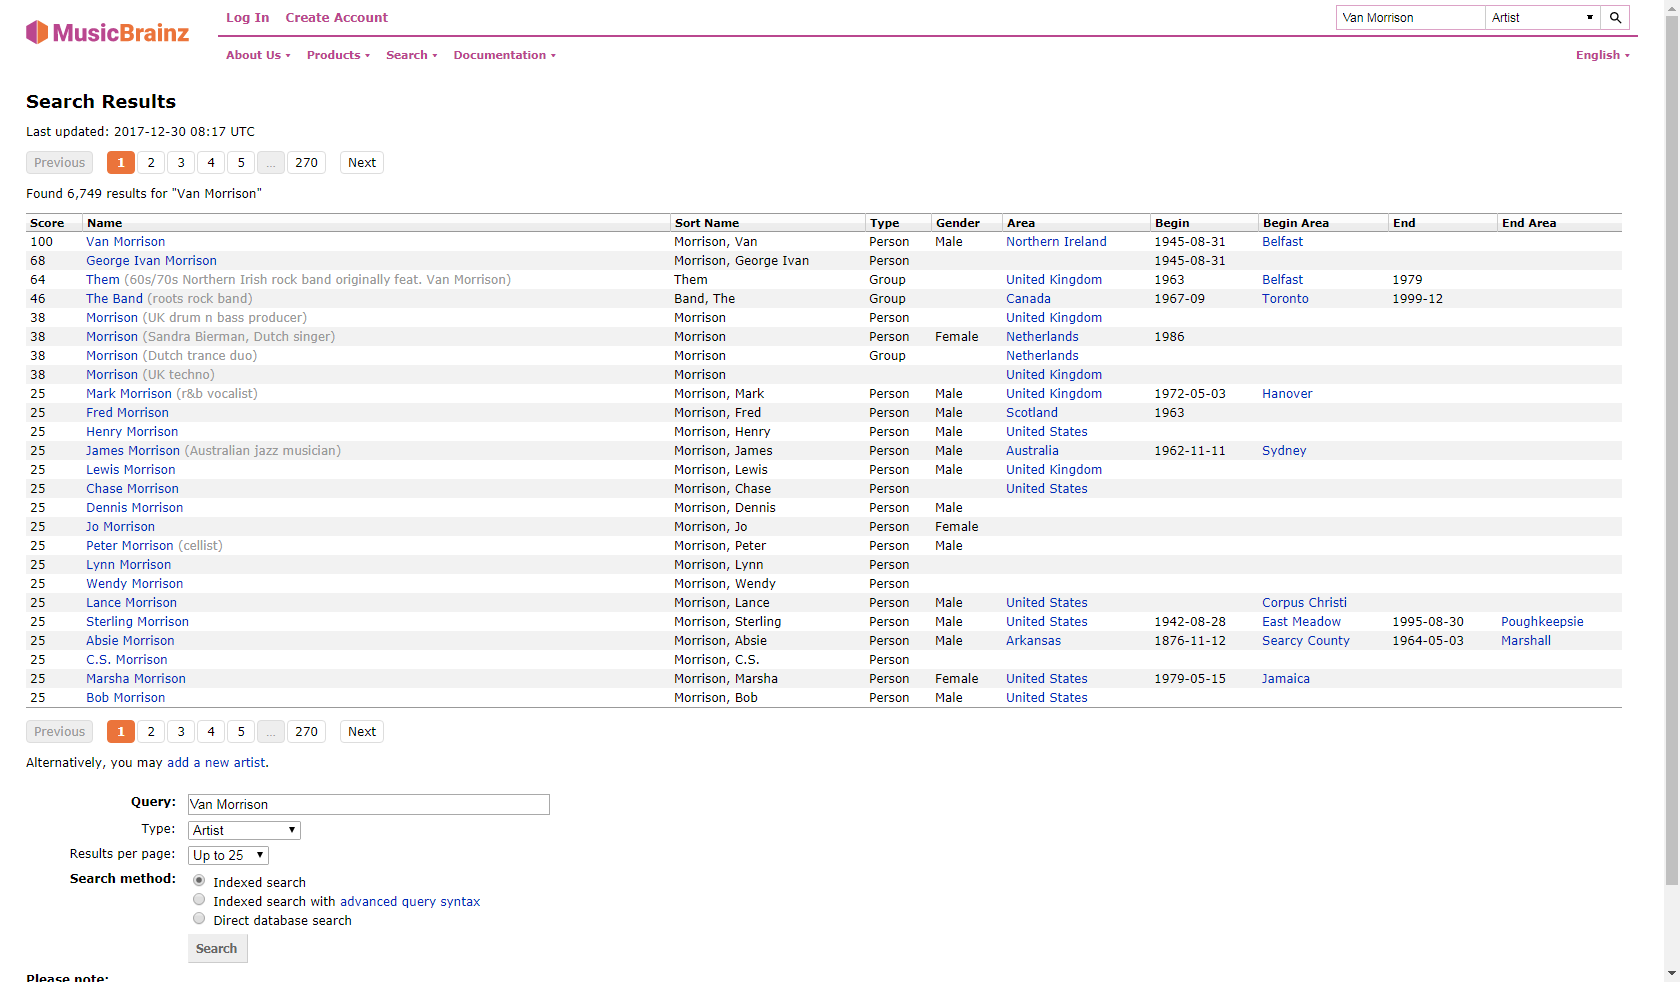 MusicBrainz
Log In Create Account
Van Morrison Artist
About Us Products Search Documentation English
Search Results
Last updated: 2017-12-30 08:17 UTC
Previous 1 2 3 4 5 ... 270 Next
Found 6,749 results for "Van Morrison"
Score Name Sort Name Type Gender Area Begin Begin Area End End Area
100 Van Morrison Morrison, Van Person Male Northern Ireland 1945-08-31 Belfast
68 George Ivan Morrison Morrison, George Ivan Person 1945-08-31
64 Them (60s/70s Northern Irish rock band originally feat. Van Morrison) Them Group United Kingdom 1963 Belfast 1979
46 The Band (roots rock band) Band, The Group Canada 1967-09 Toronto 1999-12
38 Morrison (UK drum n bass producer) Morrison Person United Kingdom
38 Morrison (Sandra Bierman, Dutch singer) Morrison Person Female Netherlands 1986
38 Morrison (Dutch trance duo) Morrison Group Netherlands
38 Morrison (UK techno) Morrison United Kingdom
25 Mark Morrison (r&b vocalist) Morrison, Mark Person Male United Kingdom 1972-05-03 Hanover
25 Fred Morrison Morrison, Fred Person Male Scotland 1963
25 Henry Morrison Morrison, Henry Person Male United States
25 James Morrison (Australian jazz musician) Morrison, James Person Male Australia 1962-11-11 Sydney
25 Lewis Morrison Morrison, Lewis Person Male United Kingdom
25 Chase Morrison Morrison, Chase Person United States
25 Dennis Morrison Morrison, Dennis Person Male
25 Jo Morrison Morrison, Jo Person Female
25 Peter Morrison (cellist) Morrison, Peter Person Male
25 Lynn Morrison Morrison, Lynn Person
25 Wendy Morrison Morrison, Wendy Person
25 Lance Morrison Morrison, Lance Person Male United States Corpus Christi
25 Sterling Morrison Morrison, Sterling Person Male United States 1942-08-28 East Meadow 1995-08-30 Poughkeepsie
25 Absie Morrison Morrison, Absie Person Male Arkansas 1876-11-12 Searcy County 1964-05-03 Marshall
25 C.S. Morrison Morrison, C.S. Person
25 Marsha Morrison Morrison, Marsha Person Female United States 1979-05-15 Jamaica
25 Bob Morrison Morrison, Bob Person Male United States
Previous 1 2 3 4 5 ... 270 Next
Alternatively, you may add a new artist.
Query: Van Morrison
Type: Artist
Results per page: Up to 25
Search method: Indexed search
Indexed search with advanced query syntax
Direct database search
Search
Please note: